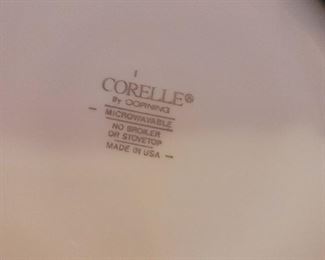 CORELLE®
BY CORNING
MICROWAVABLE
NO BROILER
OR STOVETOP
MADE IN USA